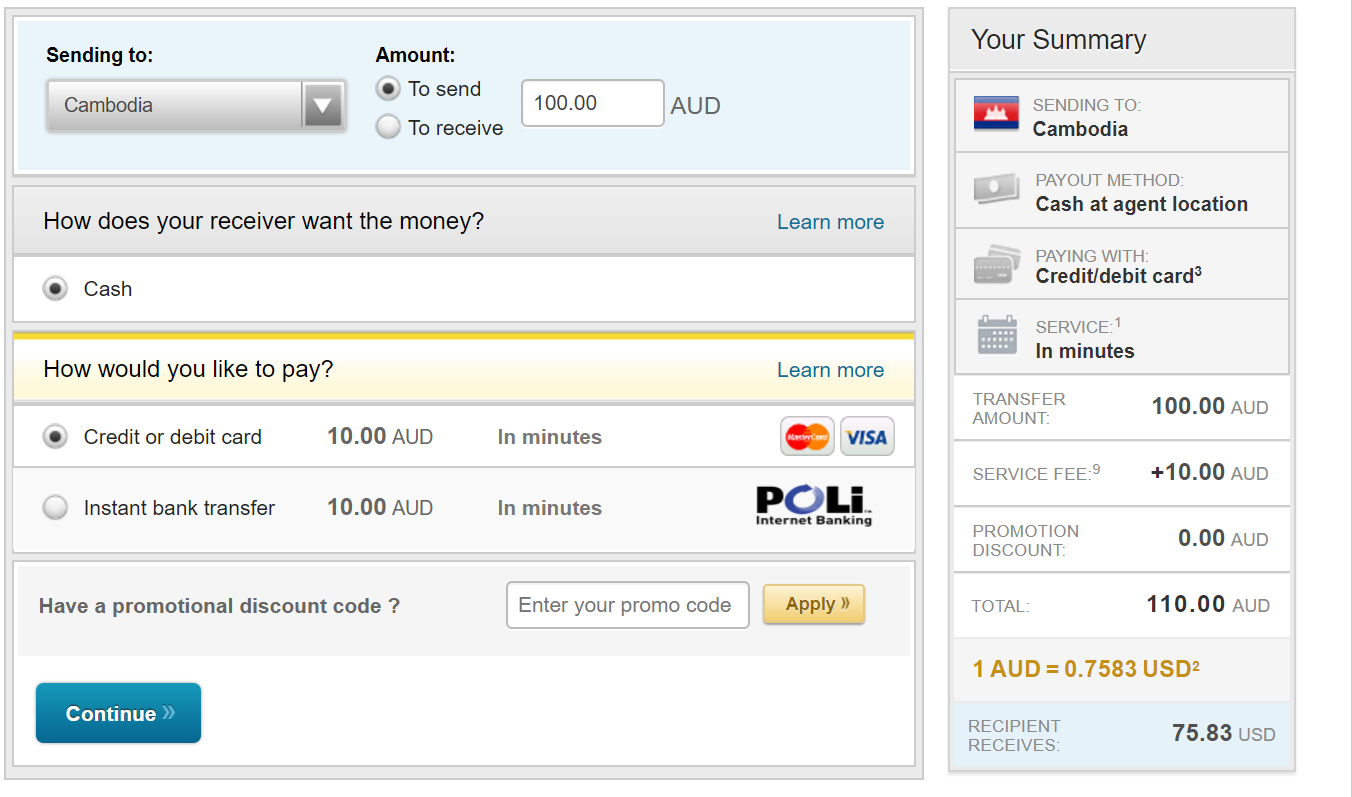 Sending to:
Cambodia
Amount:
To send
To receive
100.00 AUD
How does your receiver want the money? Learn more
Cash
How would you like to pay? Learn more
Credit or debit card 10.00 AUD In minutes MasterCard VISA
Instant bank transfer 10.00 AUD In minutes POLi™
Internet Banking
Have a promotional discount code ? Enter your promo code Apply »
Continue »
Your Summary
SENDING TO:
Cambodia
PAYOUT METHOD:
Cash at agent location
PAYING WITH:
Credit/debit card³
SERVICE:¹
In minutes
TRANSFER
AMOUNT: 100.00 AUD
SERVICE FEE:⁹ +10.00 AUD
PROMOTION
DISCOUNT: 0.00 AUD
TOTAL: 110.00 AUD
1 AUD = 0.7583 USD²
RECIPIENT
RECEIVES: 75.83 USD